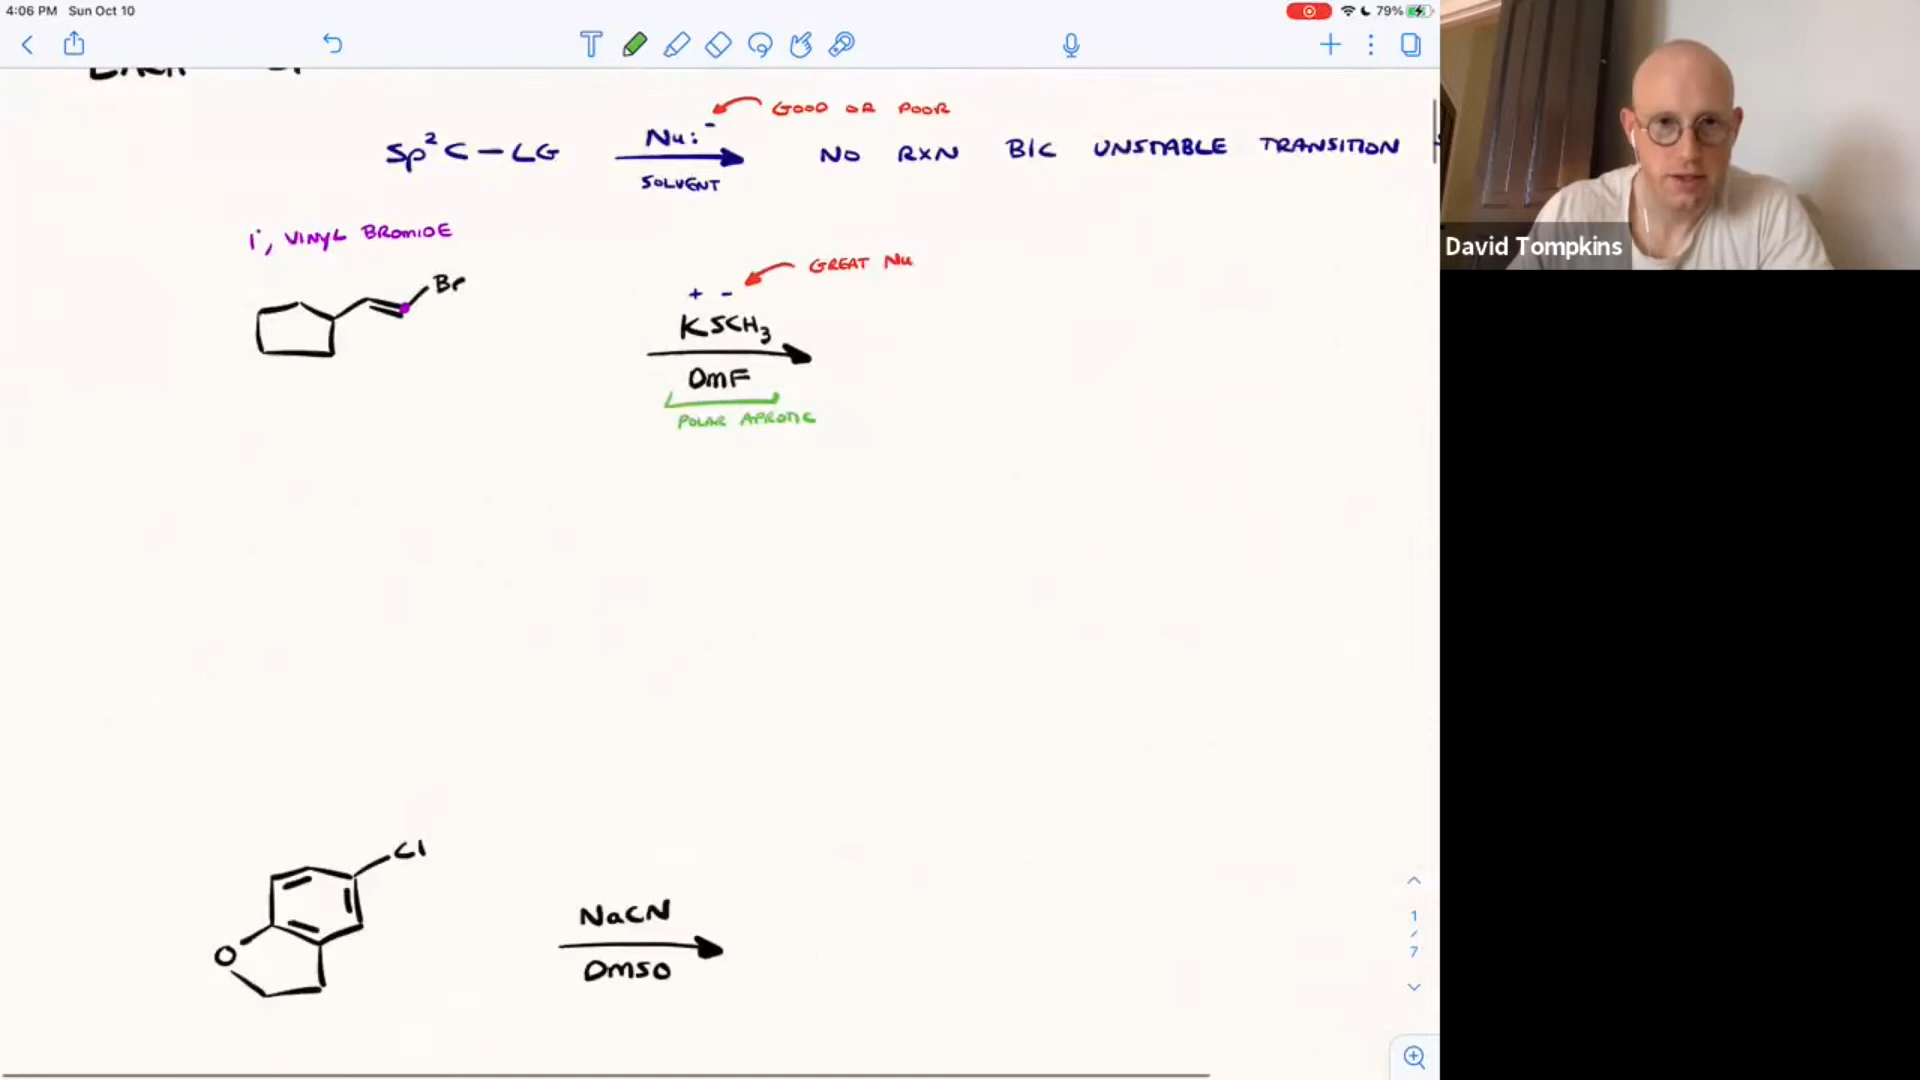 4:06 PM Sun Oct 10
79%
GOOD OR POOR
Sp² C – LG Nu:⁻ NO RXN B/C UNSTABLE TRANSITION
SOLVENT
1°, VINYL BROMIDE
David Tompkins
GREAT Nu
Br
+ -
KSCH₃
DMF
POLAR APROTIC
Cl
NaCN
O
DMSO
1
/
7